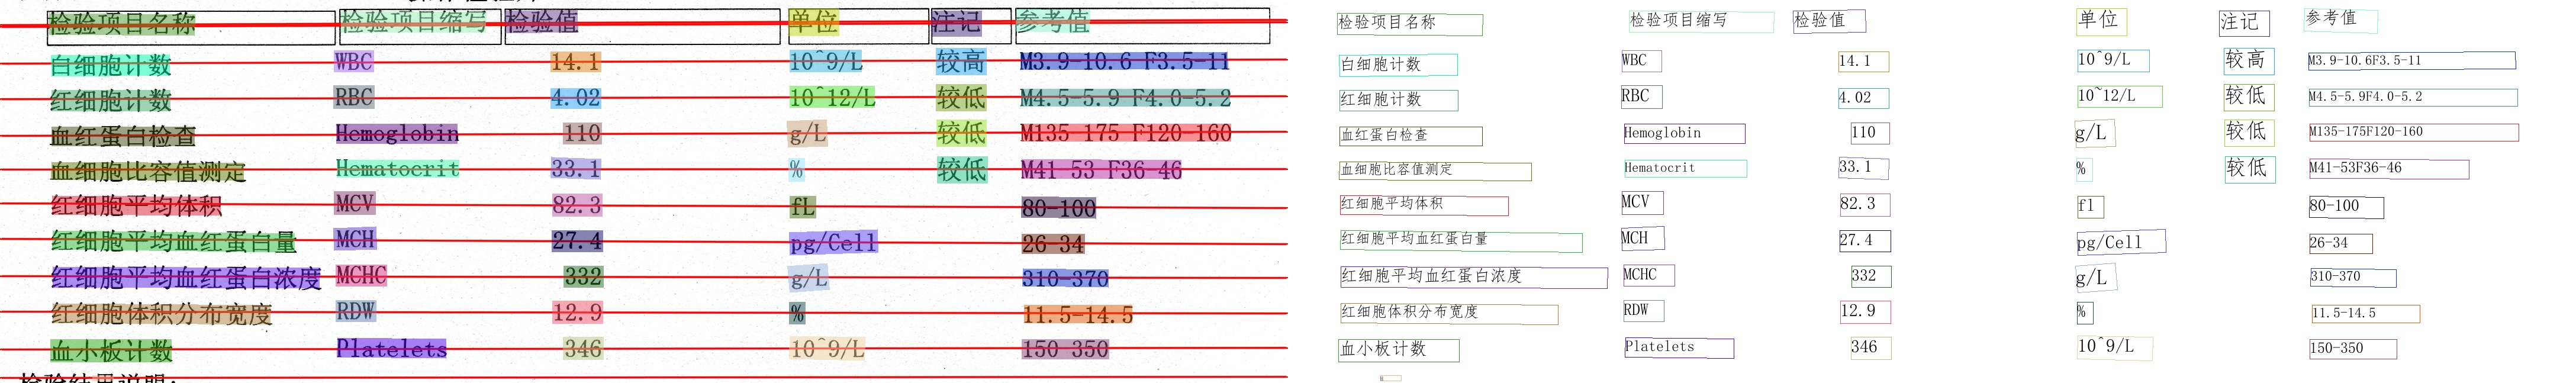 检验项目名称 检验项目缩写 检验值 单位 注记 参考值
白细胞计数 WBC 14.1 10^9/L 较高 M3.9-10.6 F3.5-11
红细胞计数 RBC 4.02 10^12/L 较低 M4.5-5.9 F4.0-5.2
血红蛋白检查 Hemoglobin 110 g/L 较低 M135-175 F120-160
血细胞比容值测定 Hematocrit 33.1 % 较低 M41-53 F36-46
红细胞平均体积 MCV 82.3 fL 80-100
红细胞平均血红蛋白量 MCH 27.4 pg/Cell 26-34
红细胞平均血红蛋白浓度 MCHC 332 g/L 310-370
红细胞体积分布宽度 RDW 12.9 % 11.5-14.5
血小板计数 Platelets 346 10^9/L 150-350
检验项目名称 检验项目缩写 检验值 单位 注记 参考值
白细胞计数 WBC 14.1 10^9/L 较高 M3.9-10.6F3.5-11
红细胞计数 RBC 4.02 10~12/L 较低 M4.5-5.9F4.0-5.2
血红蛋白检查 Hemoglobin 110 g/L 较低 M135-175F120-160
血细胞比容值测定 Hematocrit 33.1 % 较低 M41-53F36-46
红细胞平均体积 MCV 82.3 fl 80-100
红细胞平均血红蛋白量 MCH 27.4 pg/Cell 26-34
红细胞平均血红蛋白浓度 MCHC 332 g/L 310-370
红细胞体积分布宽度 RDW 12.9 % 11.5-14.5
血小板计数 Platelets 346 10^9/L 150-350